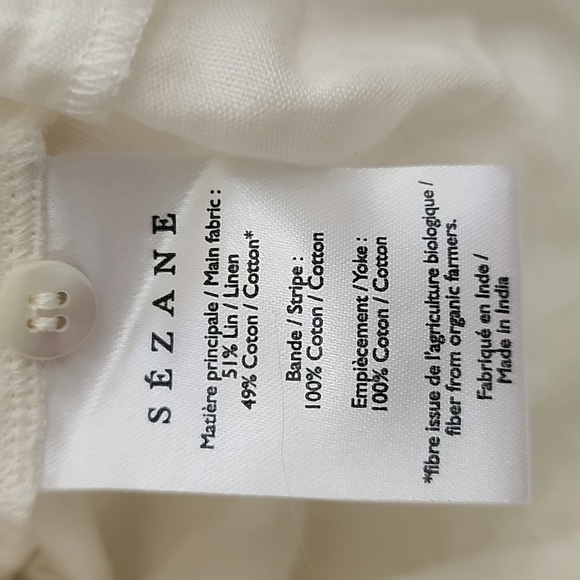 SÉZANE
Matière principale / Main fabric :
51% Lin / Linen
49% Coton / Cotton*
Bande / Stripe :
100% Coton / Cotton
Empiècement / Yoke :
100% Coton / Cotton
*fibre issue de l'agriculture biologique /
fiber from organic farmers.
Fabriqué en Inde /
Made in India